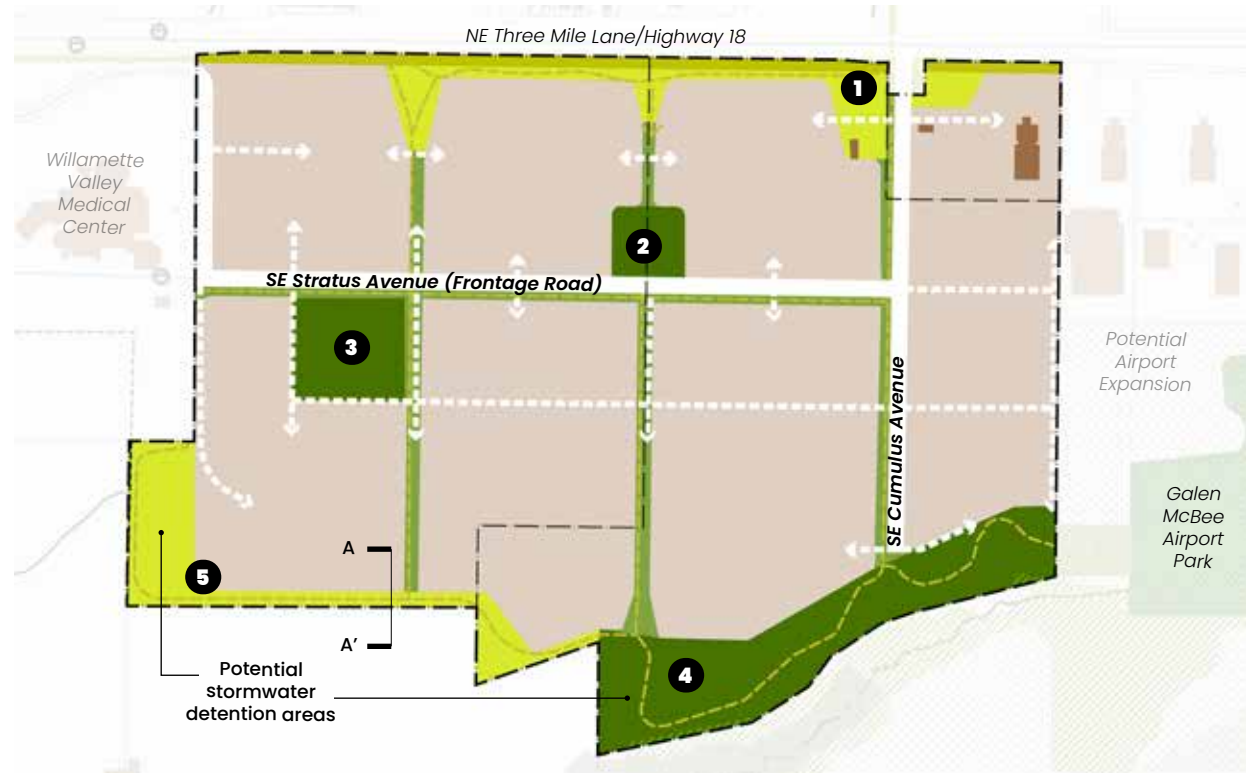 NE Three Mile Lane/Highway 18
1
Willamette
Valley
Medical
Center
2
SE Stratus Avenue (Frontage Road)
3
Potential
Airport
Expansion
SE Cumulus Avenue
Galen
McBee
Airport
Park
A
5
A'
4
Potential
stormwater
detention areas